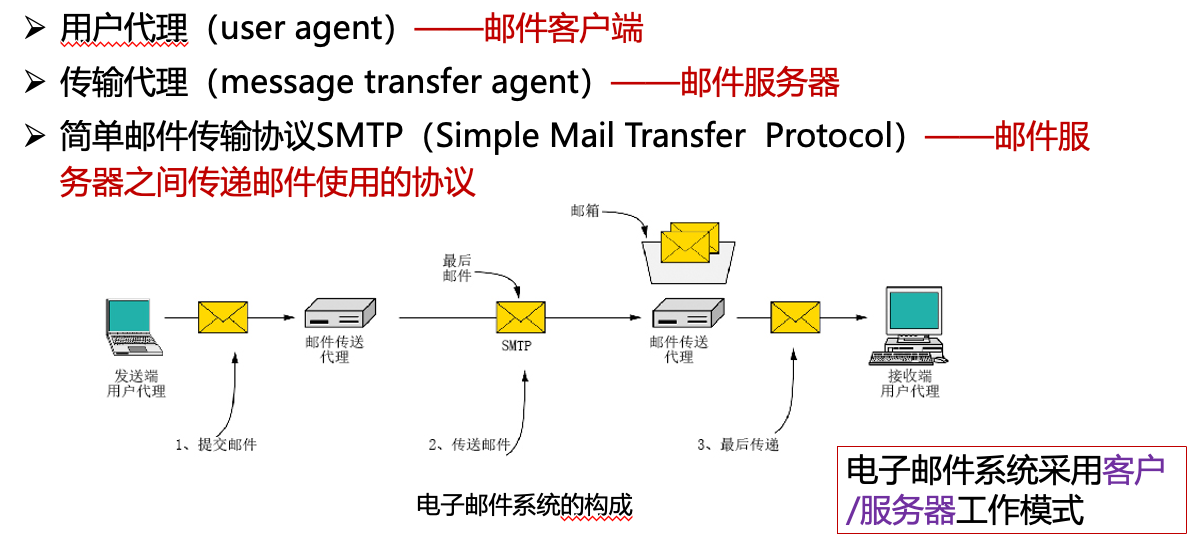 ➢ 用户代理（user agent）——邮件客户端
➢ 传输代理（message transfer agent）——邮件服务器
➢ 简单邮件传输协议SMTP（Simple Mail Transfer Protocol）——邮件服
务器之间传递邮件使用的协议
邮箱
最后
邮件
邮件传送
代理
SMTP
邮件传送
代理
发送端
用户代理
接收端
用户代理
1、提交邮件
2、传送邮件
3、最后传递
电子邮件系统的构成
电子邮件系统采用客户
/服务器工作模式